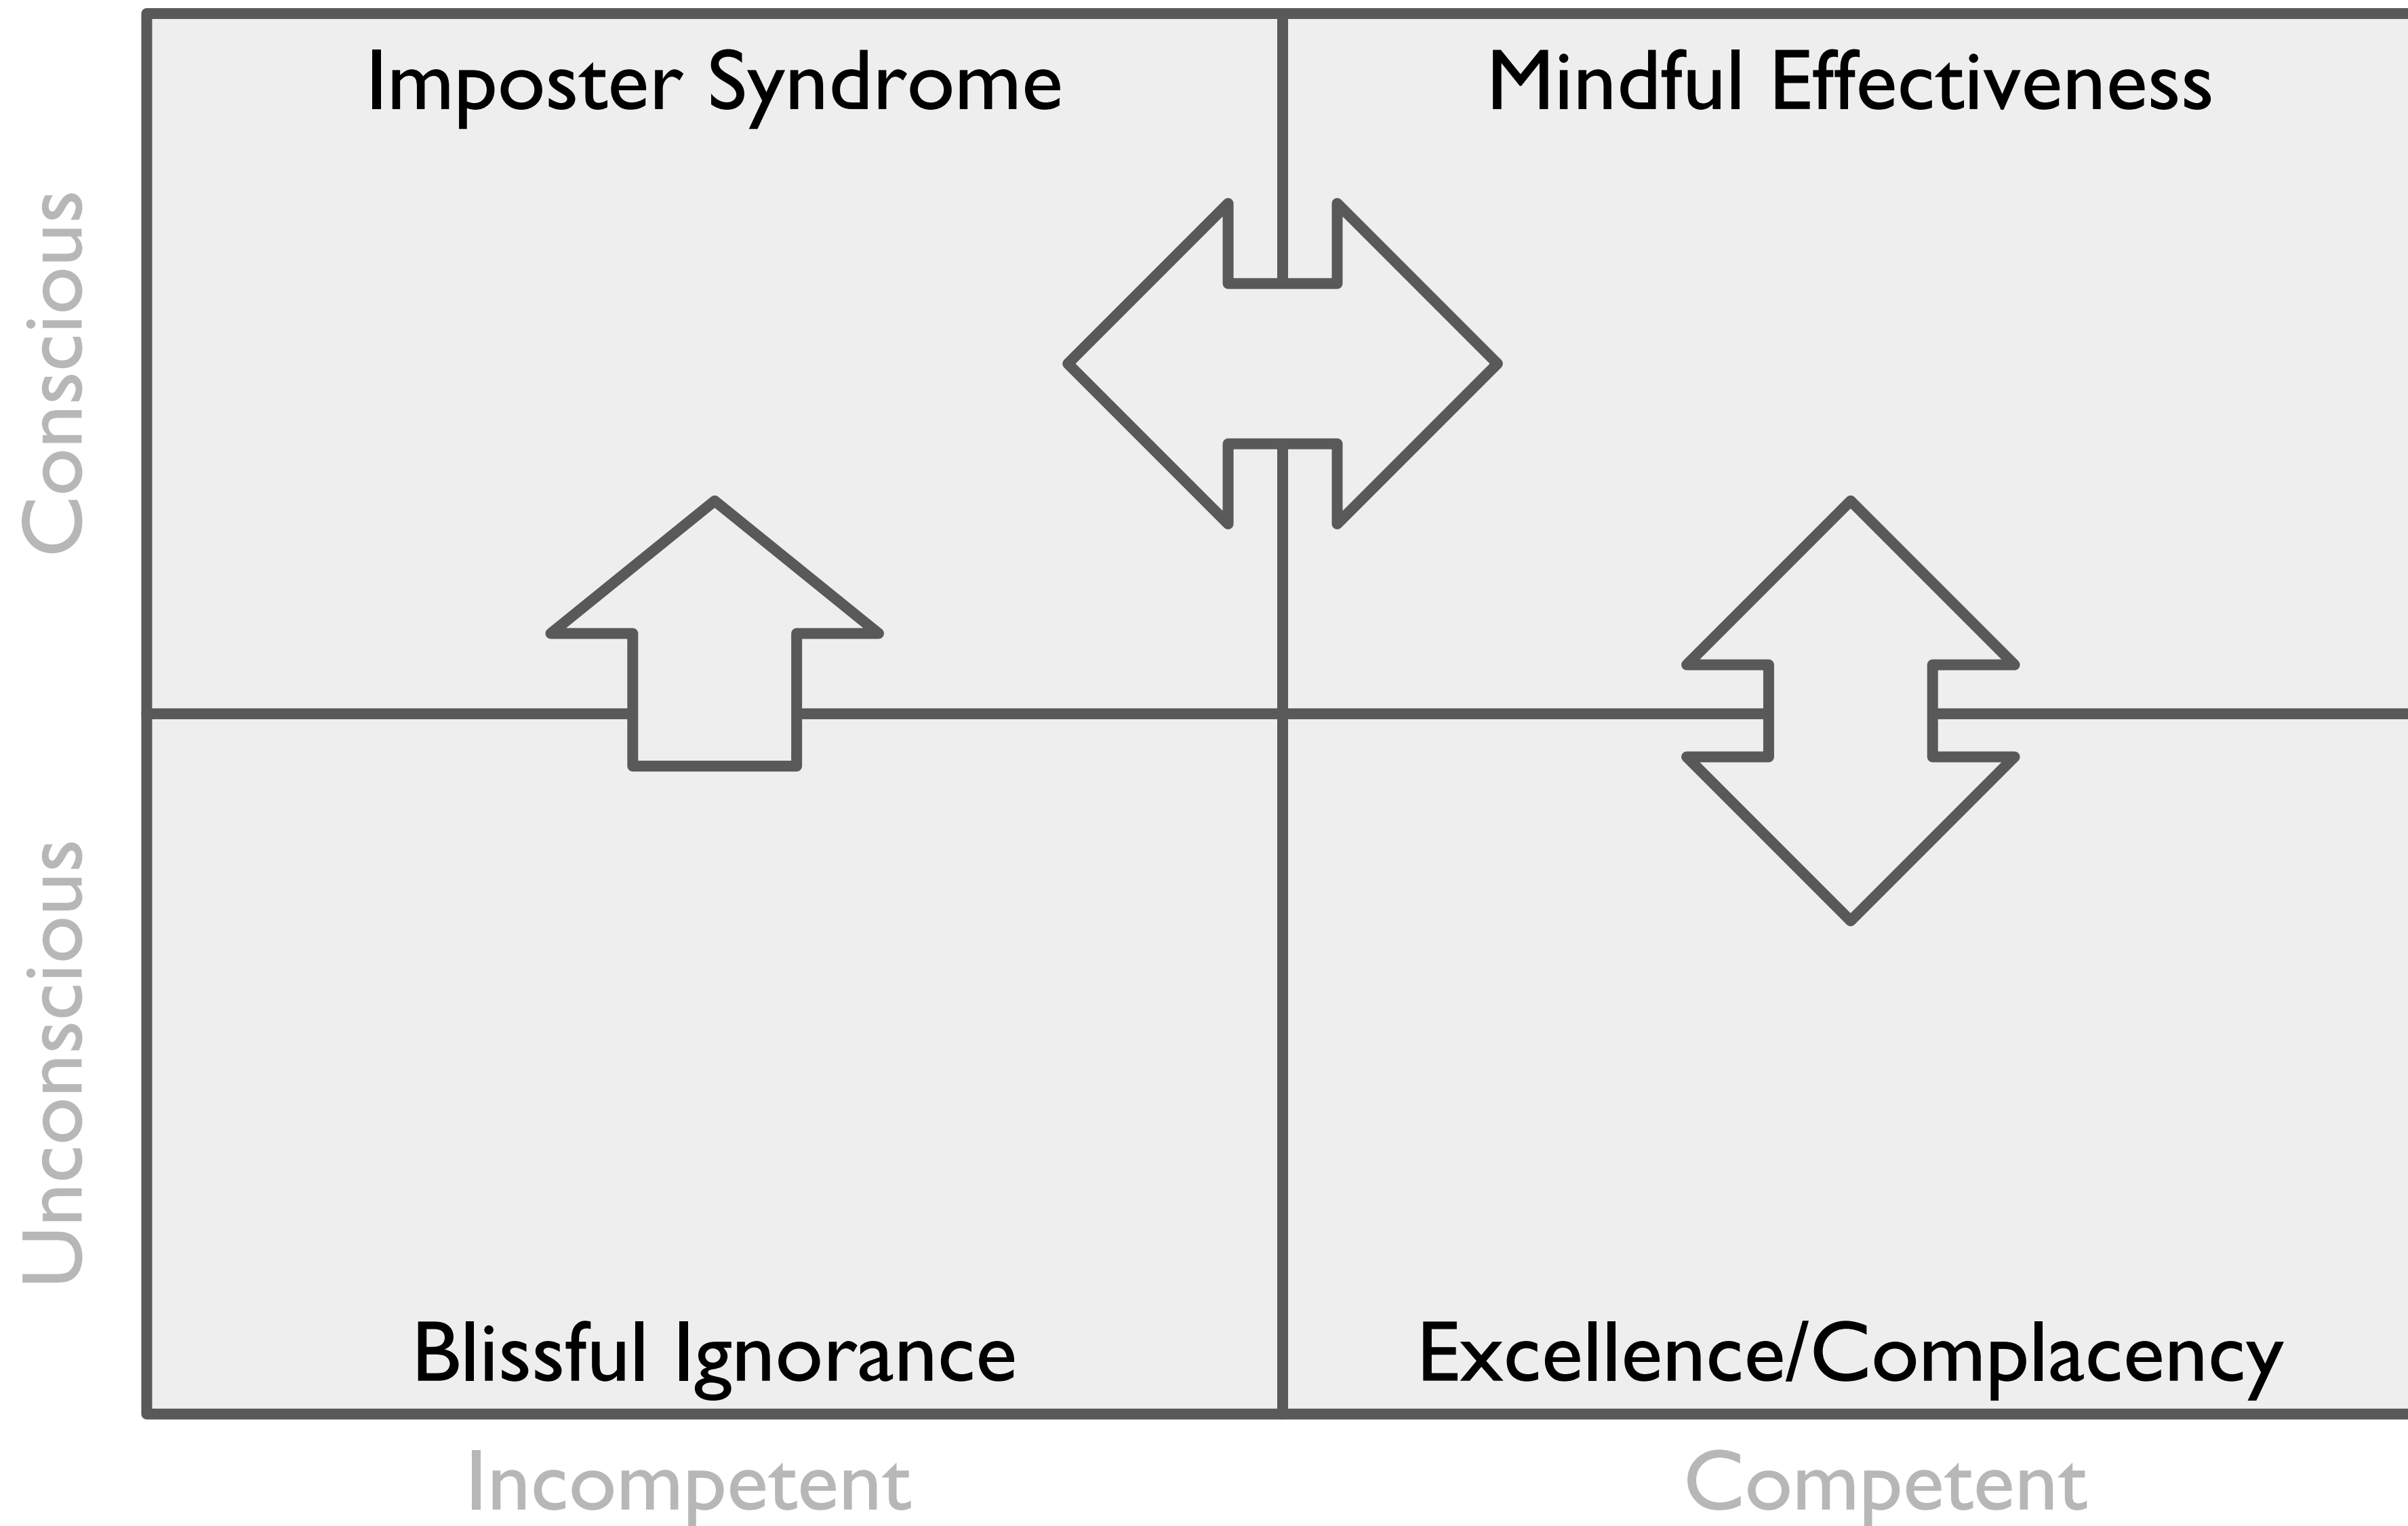 Imposter Syndrome
Mindful Effectiveness
Conscious
Unconscious
Blissful Ignorance
Excellence/Complacency
Incompetent
Competent